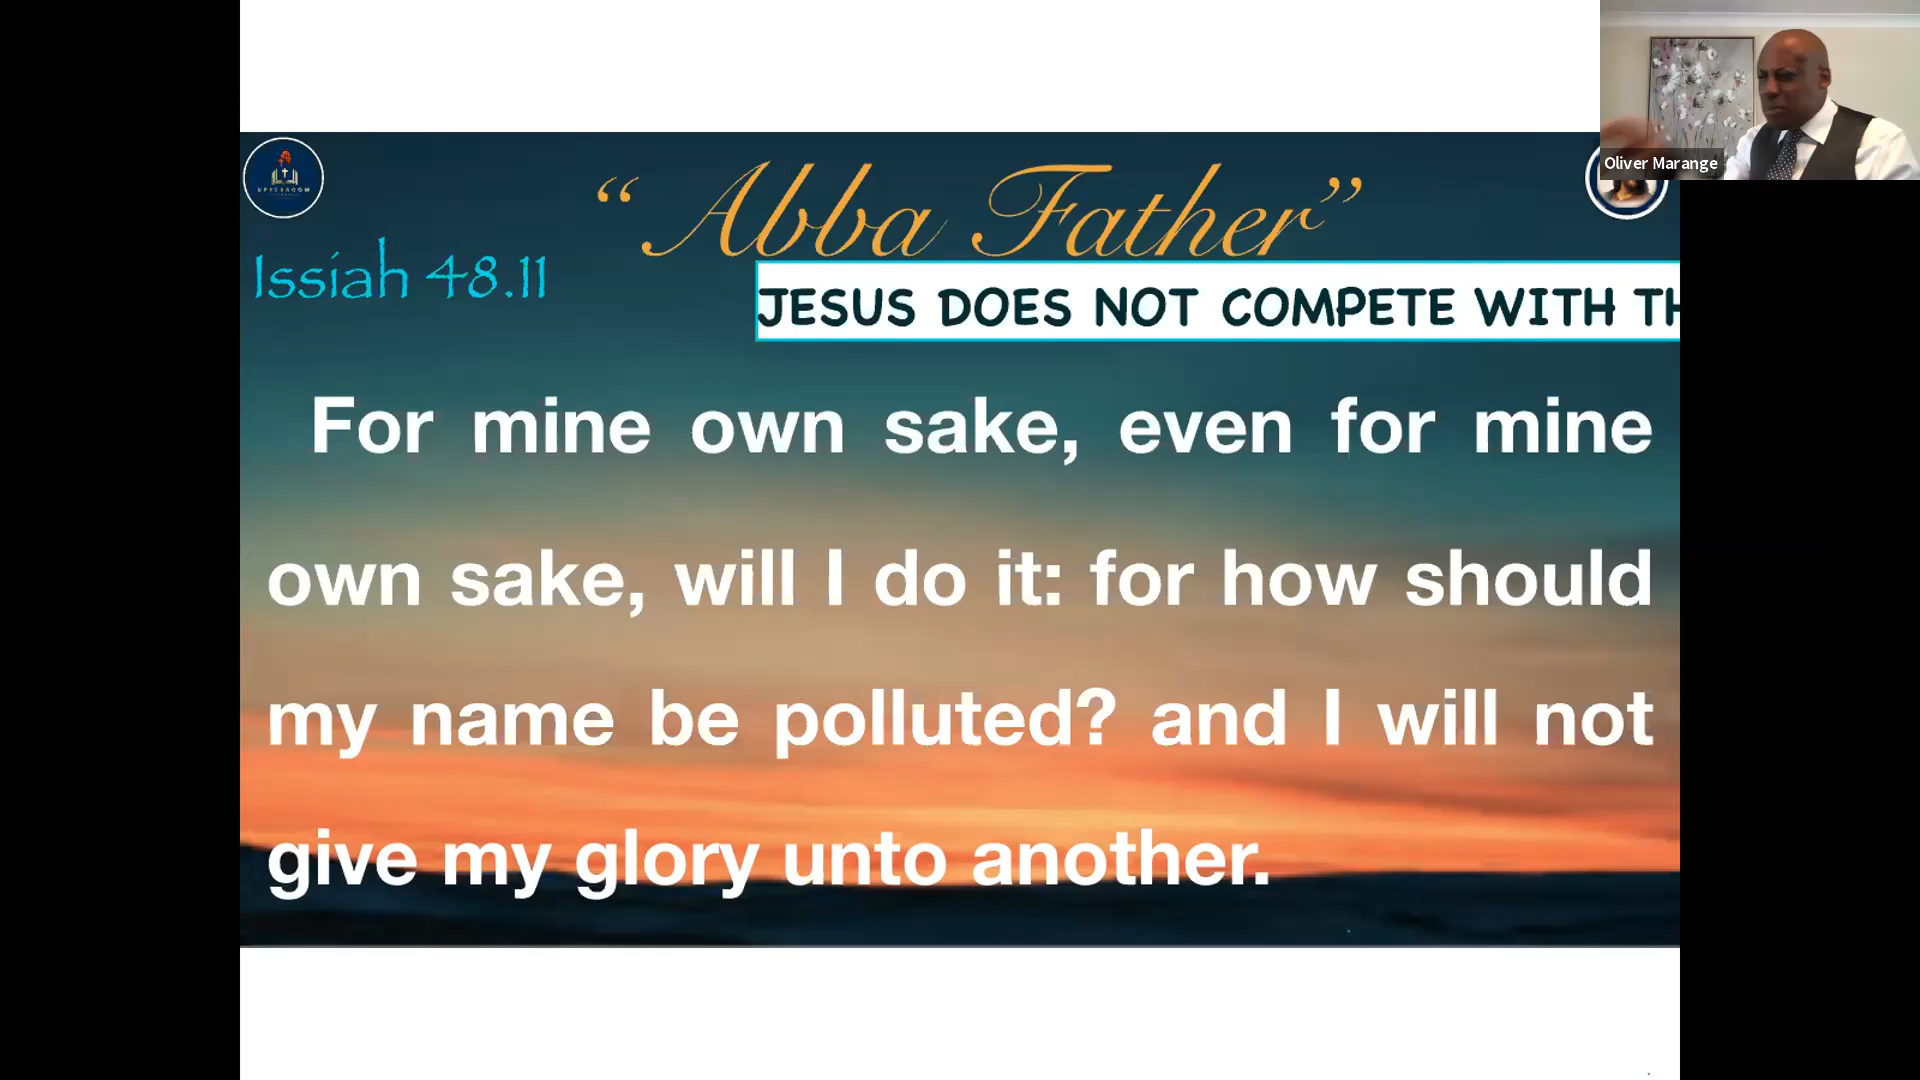 Oliver Marange
UPPEROOM
“Abba Father”
Issiah 48.11
JESUS DOES NOT COMPETE WITH TH
For mine own sake, even for mine
own sake, will I do it: for how should
my name be polluted? and I will not
give my glory unto another.